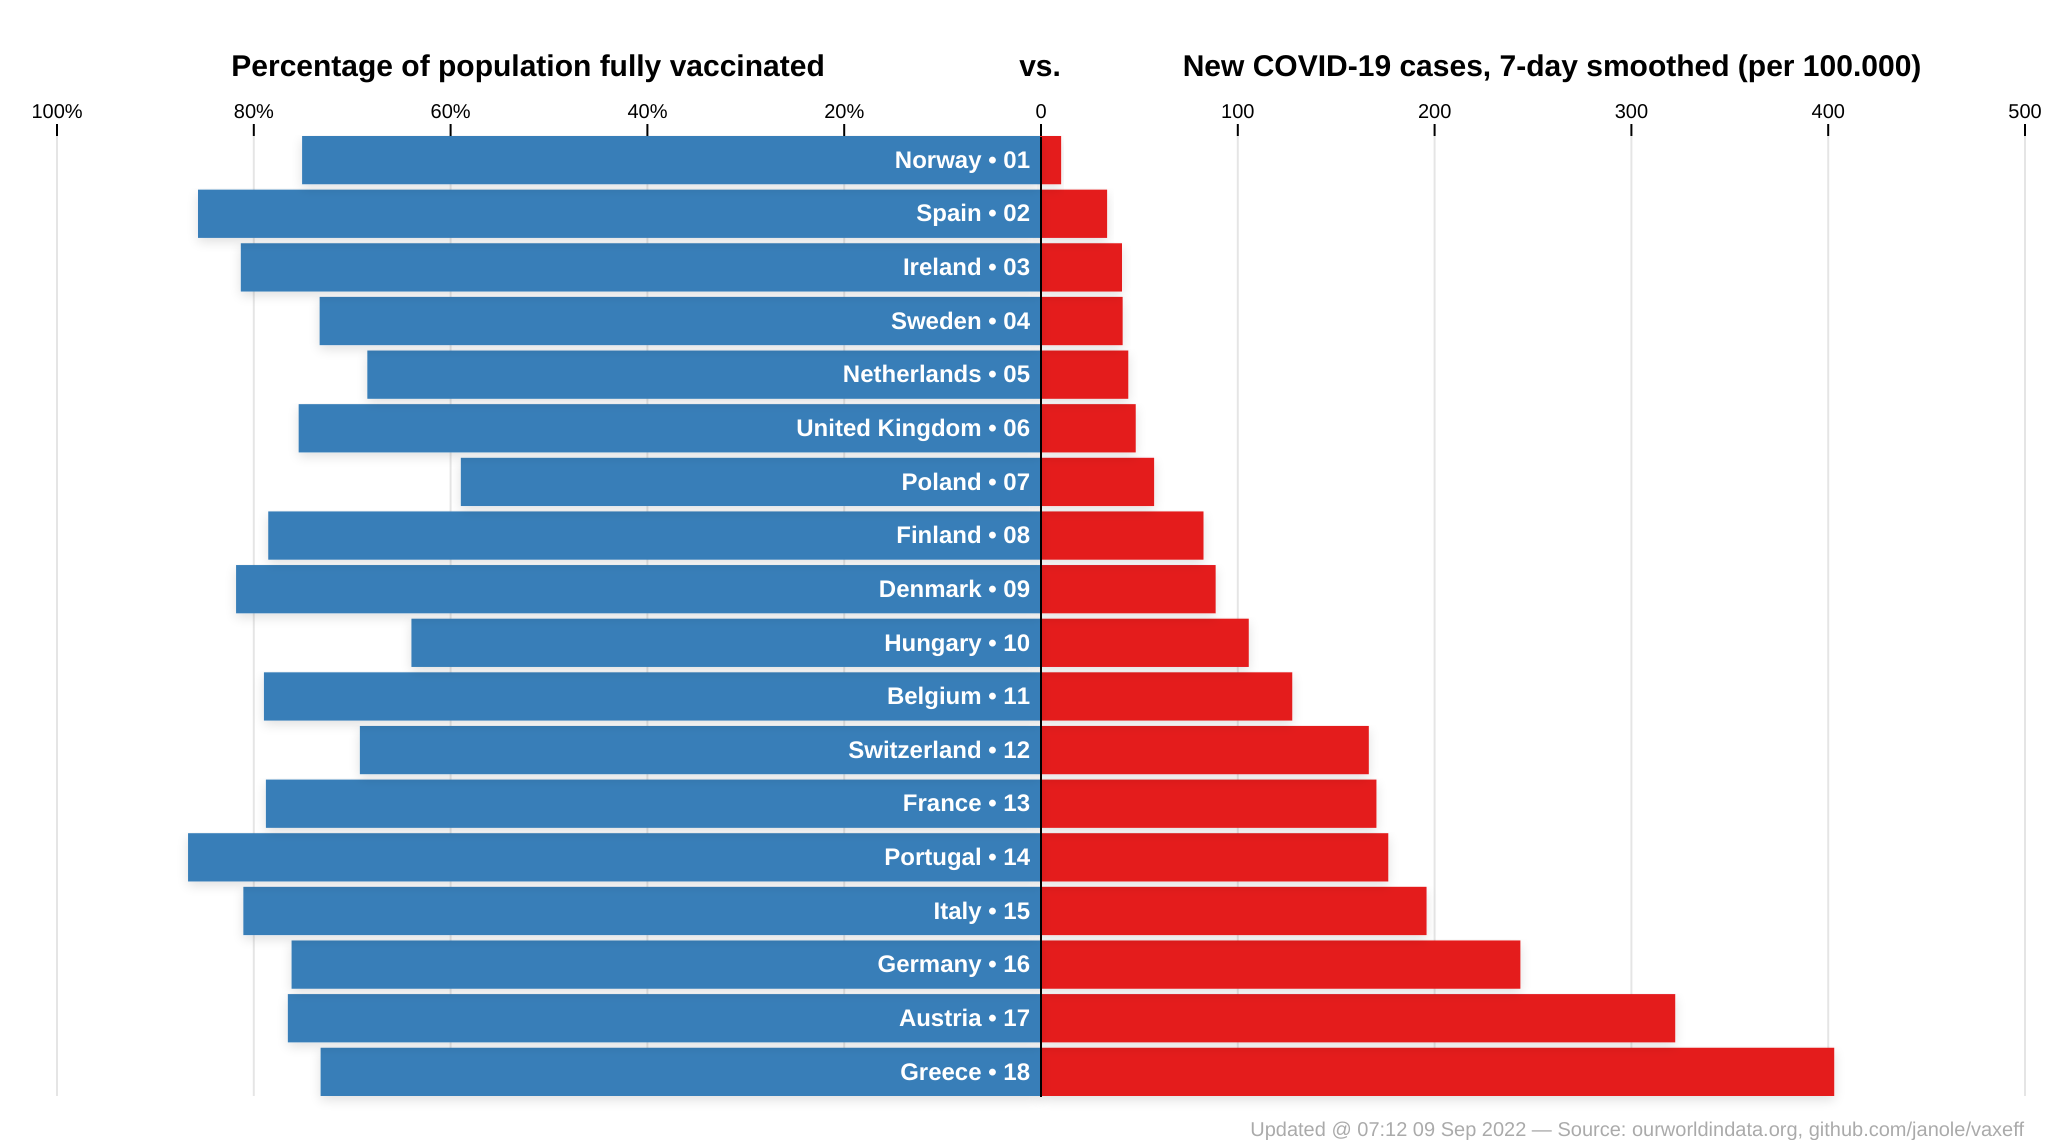 Percentage of population fully vaccinated vs. New COVID-19 cases, 7-day smoothed (per 100.000)
100% 80% 60% 40% 20% 0 100 200 300 400 500
Norway • 01
Spain • 02
Ireland • 03
Sweden • 04
Netherlands • 05
United Kingdom • 06
Poland • 07
Finland • 08
Denmark • 09
Hungary • 10
Belgium • 11
Switzerland • 12
France • 13
Portugal • 14
Italy • 15
Germany • 16
Austria • 17
Greece • 18
Updated @ 07:12 09 Sep 2022 — Source: ourworldindata.org, github.com/janole/vaxeff